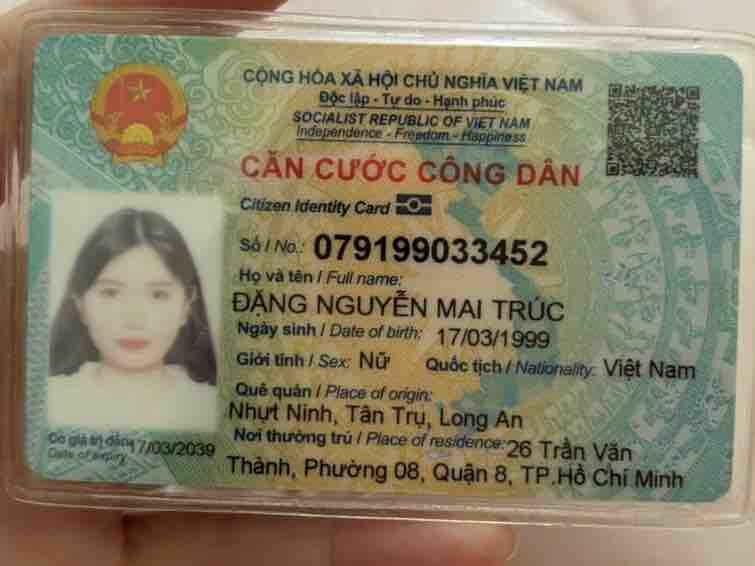 CỘNG HÒA XÃ HỘI CHỦ NGHĨA VIỆT NAM
Độc lập - Tự do - Hạnh phúc
SOCIALIST REPUBLIC OF VIET NAM
Independence - Freedom - Happiness
CĂN CƯỚC CÔNG DÂN
Citizen Identity Card
Số / No.: 079199033452
Họ và tên / Full name:
ĐẶNG NGUYỄN MAI TRÚC
Ngày sinh / Date of birth: 17/03/1999
Giới tính / Sex: Nữ Quốc tịch / Nationality: Việt Nam
Quê quán / Place of origin:
Nhựt Ninh, Tân Trụ, Long An
Nơi thường trú / Place of residence: 26 Trần Văn
Thành, Phường 08, Quận 8, TP.Hồ Chí Minh
Có giá trị đến: 17/03/2039
Date of expiry